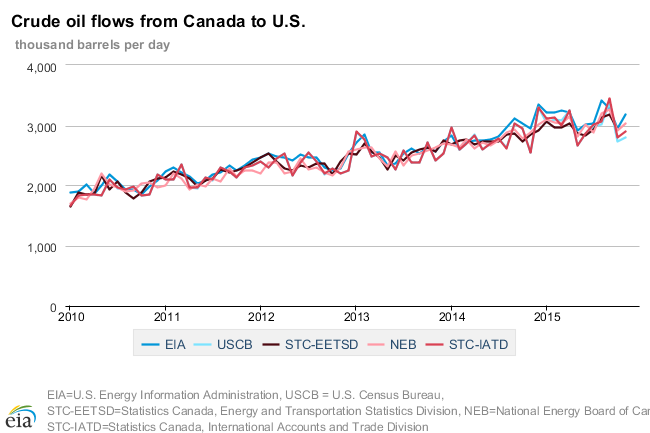 Crude oil flows from Canada to U.S.
thousand barrels per day
4,000
3,000
2,000
1,000
0
2010 2011 2012 2013 2014 2015
EIA USCB STC-EETSD NEB STC-IATD
EIA=U.S. Energy Information Administration, USCB = U.S. Census Bureau,
STC-EETSD=Statistics Canada, Energy and Transportation Statistics Division, NEB=National Energy Board of Can
STC-IATD=Statistics Canada, International Accounts and Trade Division
eia